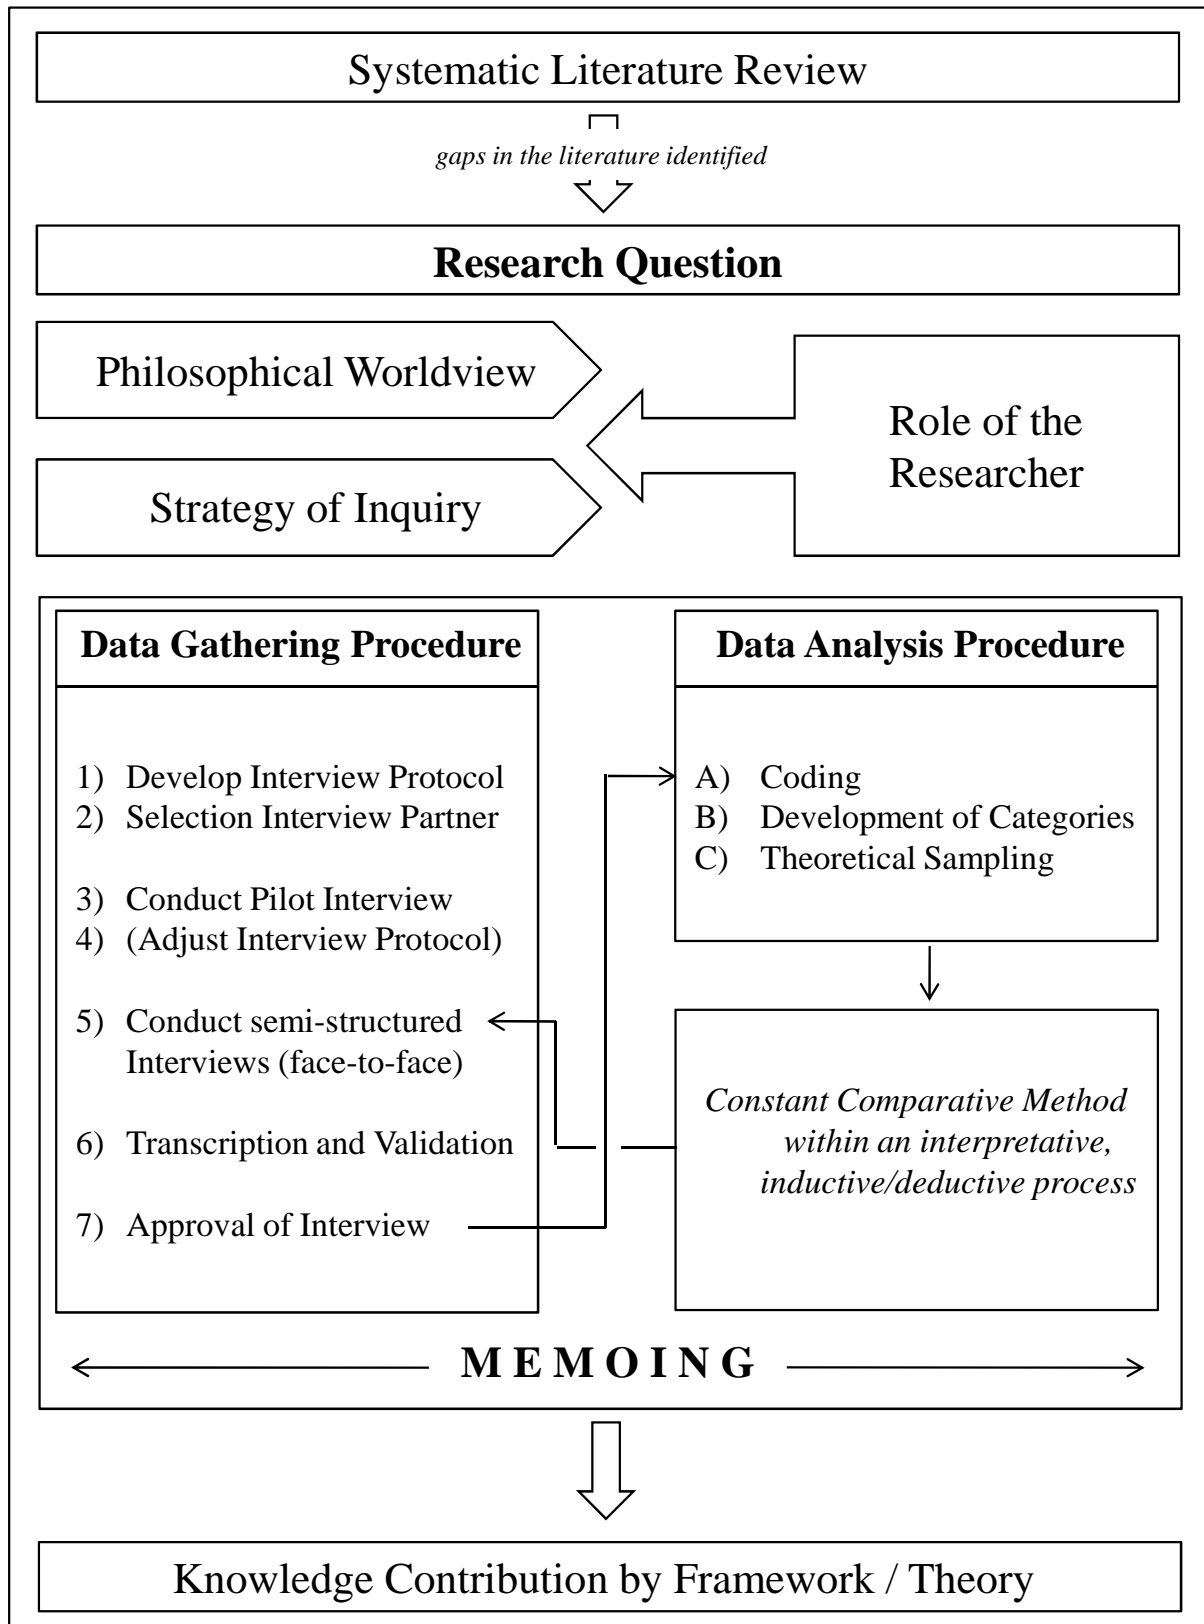 Systematic Literature Review
gaps in the literature identified
Research Question
Philosophical Worldview
Strategy of Inquiry
Role of the
Researcher
Data Gathering Procedure
1) Develop Interview Protocol
2) Selection Interview Partner
3) Conduct Pilot Interview
4) (Adjust Interview Protocol)
5) Conduct semi-structured
Interviews (face-to-face)
6) Transcription and Validation
7) Approval of Interview
Data Analysis Procedure
A) Coding
B) Development of Categories
C) Theoretical Sampling
Constant Comparative Method
within an interpretative,
inductive/deductive process
M E M O I N G
Knowledge Contribution by Framework / Theory